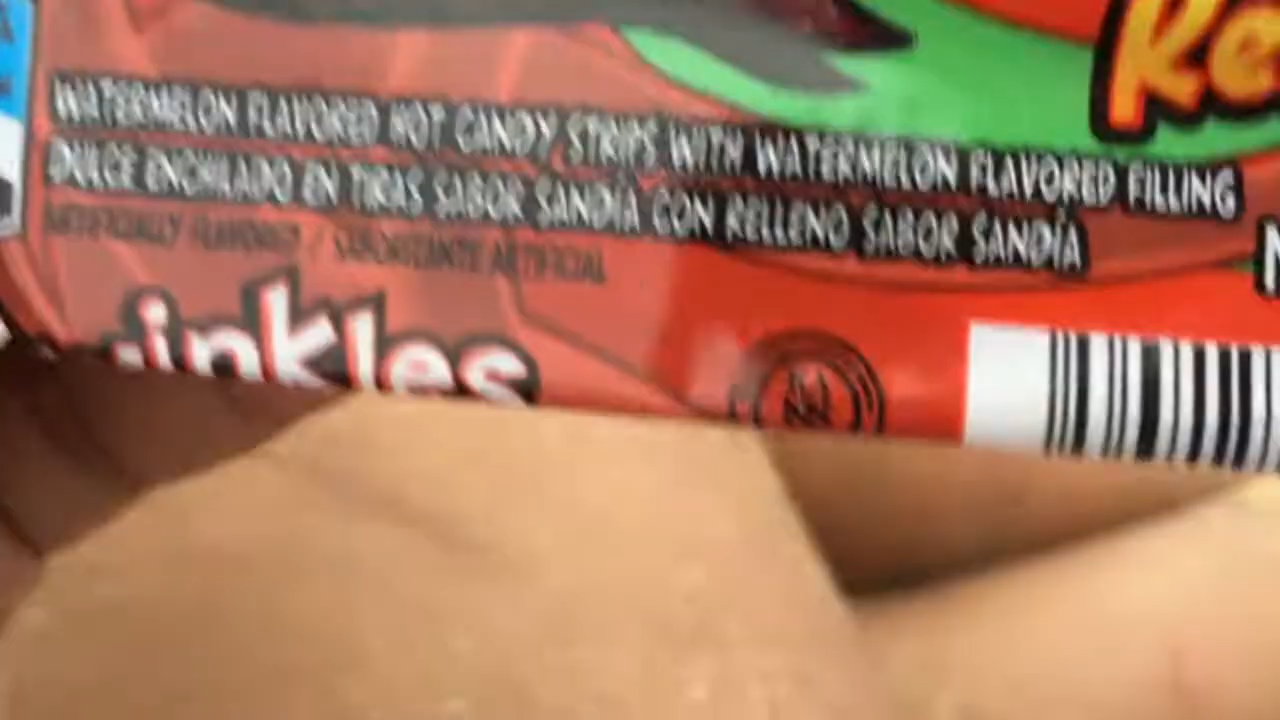 Re
WATERMELON FLAVORED HOT CANDY STRIPS WITH WATERMELON FLAVORED FILLING
DULCE ENCHILADO EN TIRAS SABOR SANDÍA CON RELLENO SABOR SANDÍA
ARTIFICIALLY FLAVORED / SABORIZANTE ARTIFICIAL
N
inkles